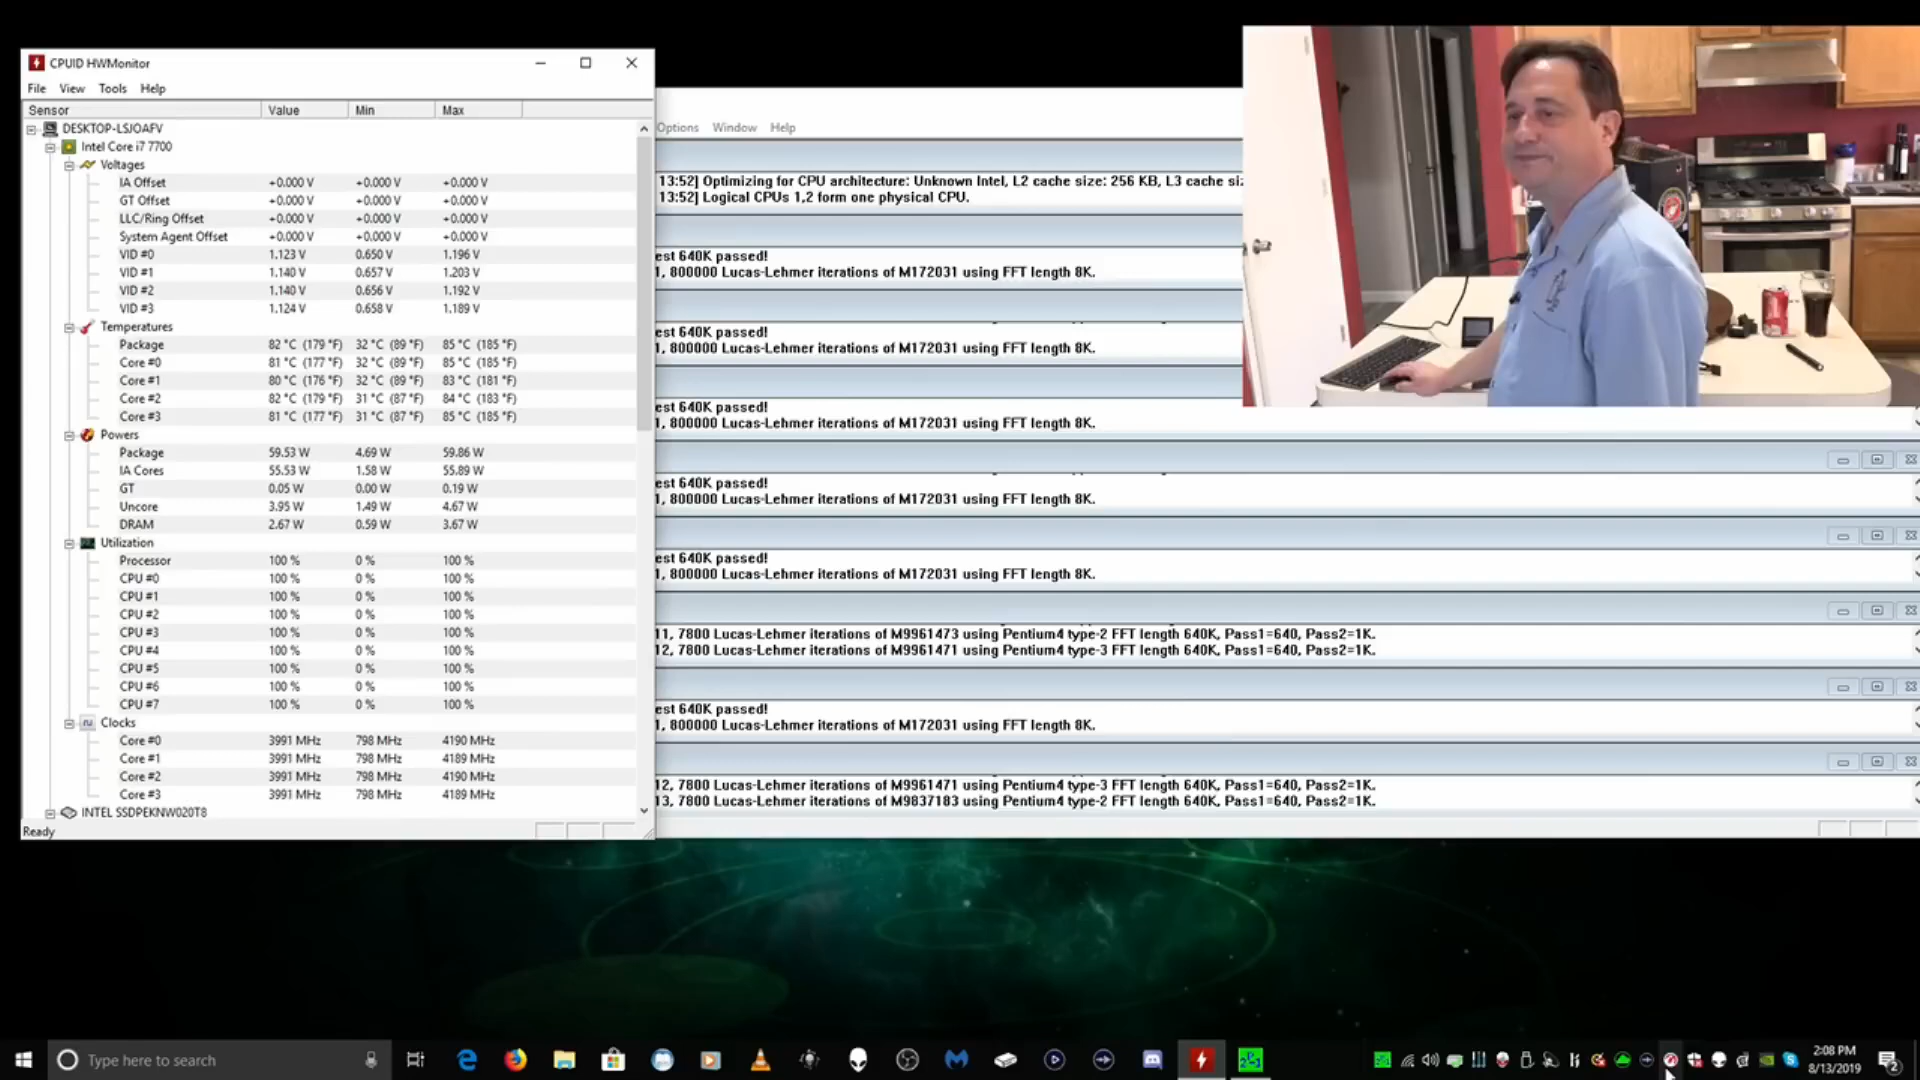 CPUID HWMonitor
File View Tools Help
Sensor Value Min Max
DESKTOP-LSJOAFV
Intel Core i7 7700
Voltages
IA Offset +0.000 V +0.000 V +0.000 V
GT Offset +0.000 V +0.000 V +0.000 V
LLC/Ring Offset +0.000 V +0.000 V +0.000 V
System Agent Offset +0.000 V +0.000 V +0.000 V
VID #0 1.123 V 0.650 V 1.196 V
VID #1 1.140 V 0.657 V 1.203 V
VID #2 1.140 V 0.656 V 1.192 V
VID #3 1.124 V 0.658 V 1.189 V
Temperatures
Package 82 °C (179 °F) 32 °C (89 °F) 85 °C (185 °F)
Core #0 81 °C (177 °F) 32 °C (89 °F) 85 °C (185 °F)
Core #1 80 °C (176 °F) 32 °C (89 °F) 83 °C (181 °F)
Core #2 82 °C (179 °F) 31 °C (87 °F) 84 °C (183 °F)
Core #3 81 °C (177 °F) 31 °C (87 °F) 85 °C (185 °F)
Powers
Package 59.53 W 4.69 W 59.86 W
IA Cores 55.53 W 1.58 W 55.89 W
GT 0.05 W 0.00 W 0.19 W
Uncore 3.95 W 1.49 W 4.67 W
DRAM 2.67 W 0.59 W 3.67 W
Utilization
Processor 100 % 0 % 100 %
CPU #0 100 % 0 % 100 %
CPU #1 100 % 0 % 100 %
CPU #2 100 % 0 % 100 %
CPU #3 100 % 0 % 100 %
CPU #4 100 % 0 % 100 %
CPU #5 100 % 0 % 100 %
CPU #6 100 % 0 % 100 %
CPU #7 100 % 0 % 100 %
Clocks
Core #0 3991 MHz 798 MHz 4190 MHz
Core #1 3991 MHz 798 MHz 4189 MHz
Core #2 3991 MHz 798 MHz 4190 MHz
Core #3 3991 MHz 798 MHz 4189 MHz
INTEL SSDPEKNW020T8
Ready
Options Window Help
13:52] Optimizing for CPU architecture: Unknown Intel, L2 cache size: 256 KB, L3 cache si
13:52] Logical CPUs 1,2 form one physical CPU.
est 640K passed!
1, 800000 Lucas-Lehmer iterations of M172031 using FFT length 8K.
est 640K passed!
1, 800000 Lucas-Lehmer iterations of M172031 using FFT length 8K.
est 640K passed!
1, 800000 Lucas-Lehmer iterations of M172031 using FFT length 8K.
est 640K passed!
1, 800000 Lucas-Lehmer iterations of M172031 using FFT length 8K.
est 640K passed!
1, 800000 Lucas-Lehmer iterations of M172031 using FFT length 8K.
11, 7800 Lucas-Lehmer iterations of M9961473 using Pentium4 type-2 FFT length 640K, Pass1=640, Pass2=1K.
12, 7800 Lucas-Lehmer iterations of M9961471 using Pentium4 type-3 FFT length 640K, Pass1=640, Pass2=1K.
est 640K passed!
1, 800000 Lucas-Lehmer iterations of M172031 using FFT length 8K.
12, 7800 Lucas-Lehmer iterations of M9961471 using Pentium4 type-3 FFT length 640K, Pass1=640, Pass2=1K.
13, 7800 Lucas-Lehmer iterations of M9837183 using Pentium4 type-2 FFT length 640K, Pass1=640, Pass2=1K.
Type here to search
2:08 PM
8/13/2019
2